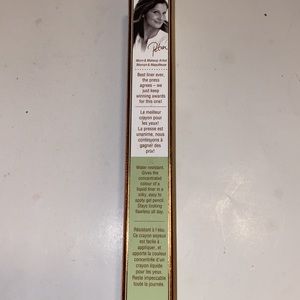 Robin
Mom & Makeup Artist
Maman & Maquilleuse
Best liner ever,
the press
agrees – we
just keep
winning awards
for this one!
Le meilleur
crayon pour
les yeux!
La presse est
unanime, nous
continuons à
gagner des
prix!
Water resistant.
Gives the
concentrated
colour of a
liquid liner in a
silky, easy to
apply gel pencil.
Stays looking
flawless all day.
Résistant à l'eau.
Ce crayon soyeux
est facile à
appliquer, et
apporte la couleur
concentrée d'un
crayon liquide
pour les yeux.
Reste impeccable
toute la journée.